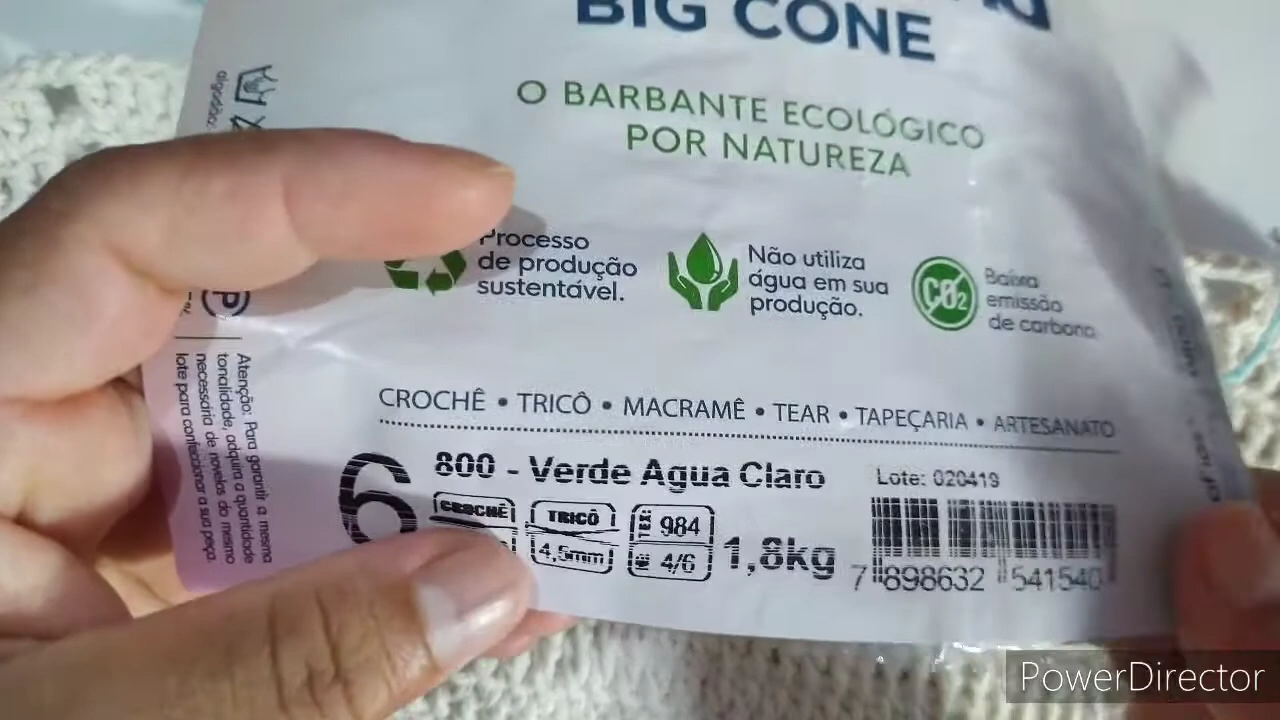 BIG CONE
O BARBANTE ECOLÓGICO
POR NATUREZA
Processo
de produção
sustentável.
Não utiliza
água em sua
produção.
CO₂
Baixa
emissão
de carbono.
CROCHÊ • TRICÔ • MACRAMÊ • TEAR • TAPEÇARIA • ARTESANATO
6
800 - Verde Agua Claro
CROCHÊ
TRICÔ
4,5mm
984
4/6
1,8kg
Lote: 020419
7 898632 541540
algodão.
P
Atenção: Para garantir a mesma
tonalidade, adquira a quantidade
necessária de novelos do mesmo
lote para confeccionar a sua peça.
PowerDirector